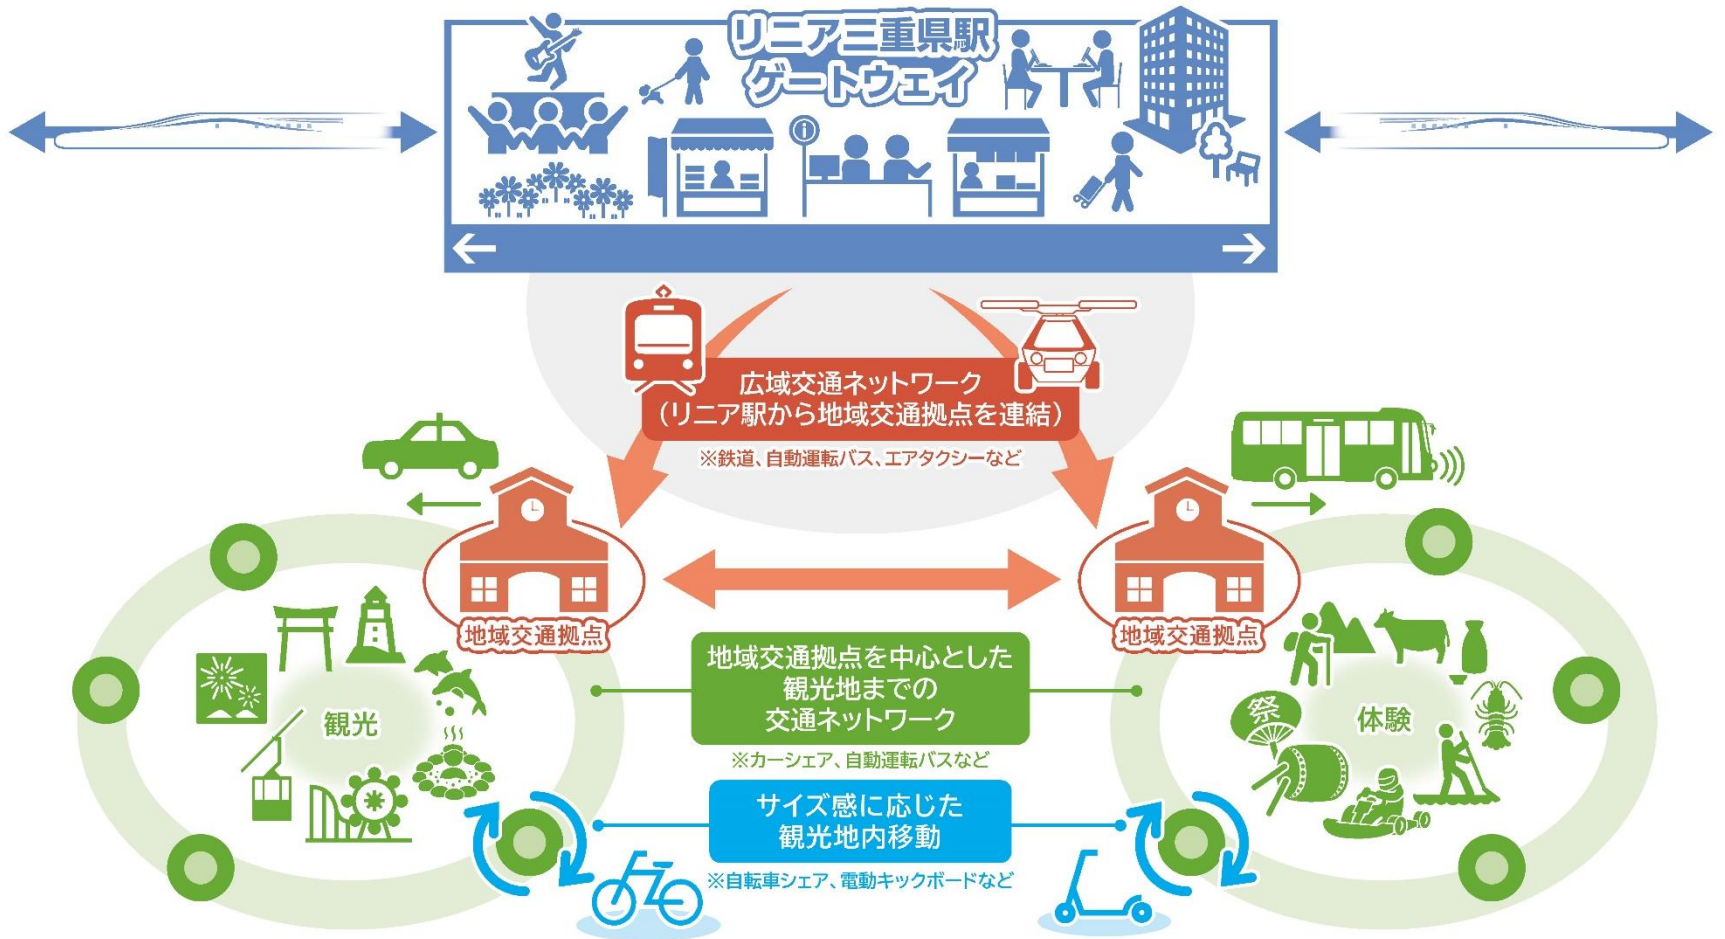 リニア三重県駅
ゲートウェイ
広域交通ネットワーク
(リニア駅から地域交通拠点を連結)
※鉄道、自動運転バス、エアタクシーなど
地域交通拠点
地域交通拠点
地域交通拠点を中心とした
観光地までの
交通ネットワーク
※カーシェア、自動運転バスなど
観光
祭
体験
サイズ感に応じた
観光地内移動
※自転車シェア、電動キックボードなど